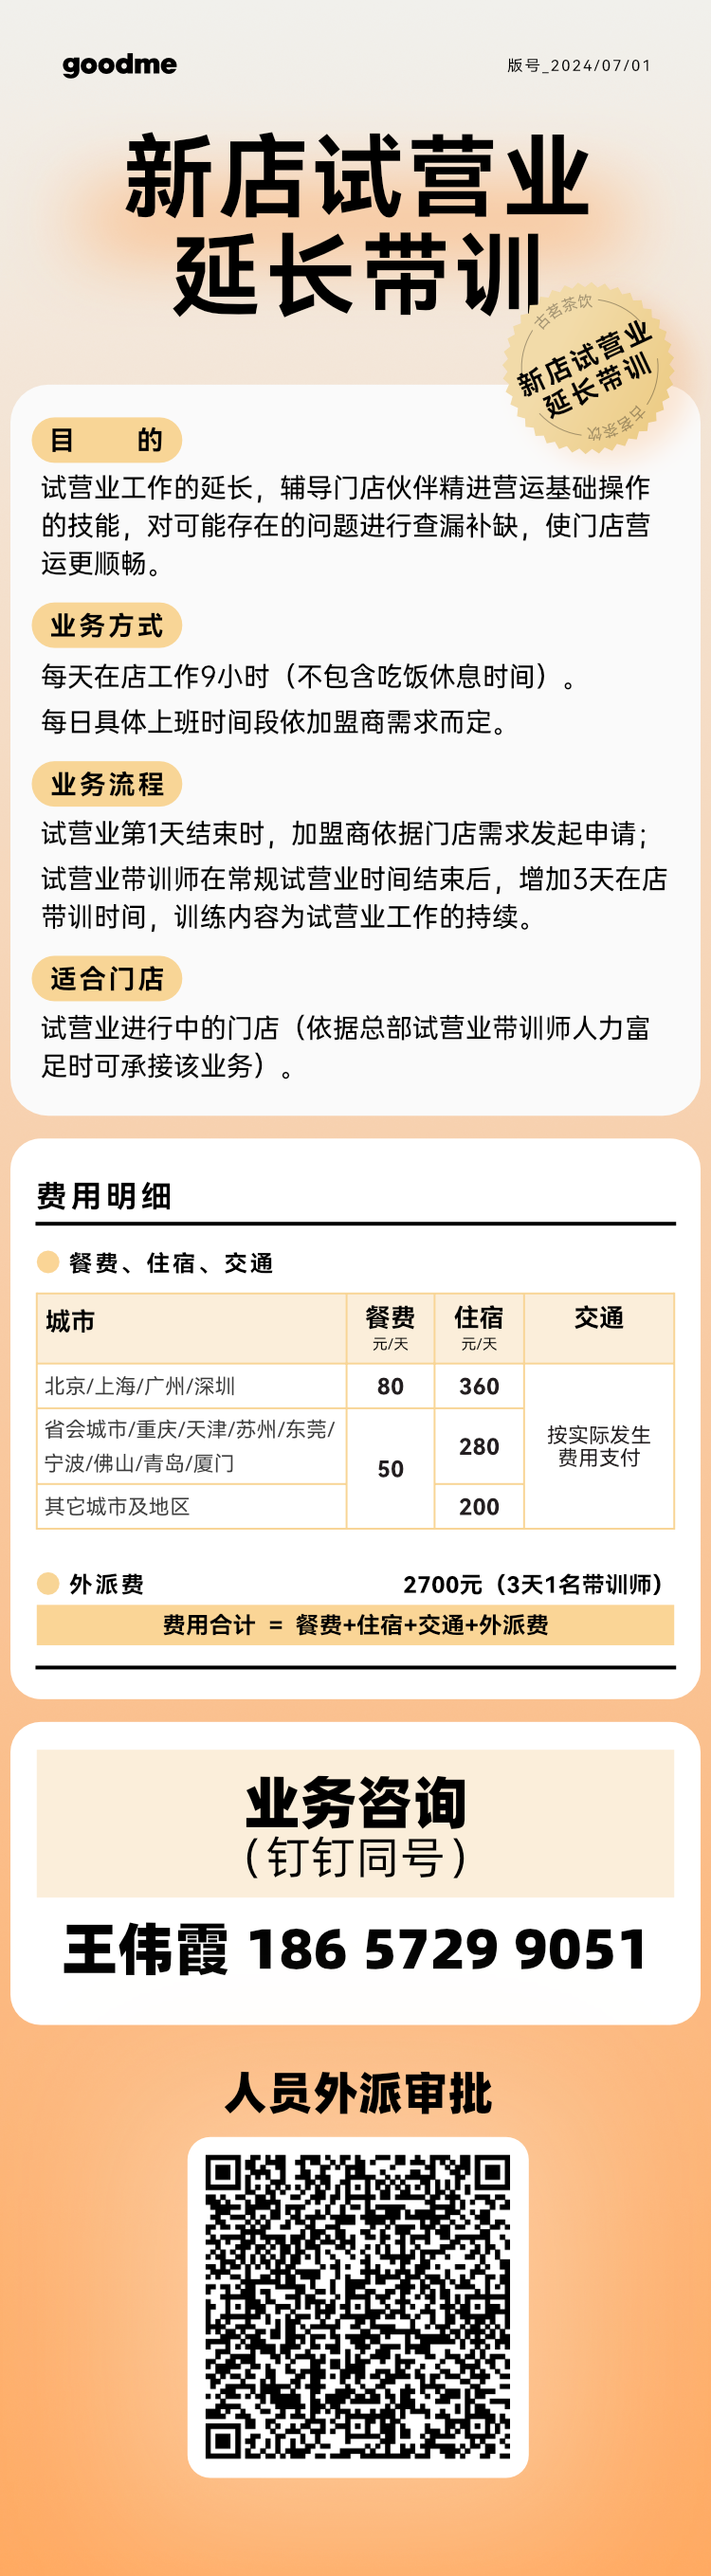 goodme
版号_2024/07/01
新店试营业
延长带训
古茗茶饮
新店试营业
延长带训
古茗茶饮
目 的
试营业工作的延长，辅导门店伙伴精进营运基础操作
的技能，对可能存在的问题进行查漏补缺，使门店营
运更顺畅。
业务方式
每天在店工作9小时（不包含吃饭休息时间）。
每日具体上班时间段依加盟商需求而定。
业务流程
试营业第1天结束时，加盟商依据门店需求发起申请；
试营业带训师在常规试营业时间结束后，增加3天在店
带训时间，训练内容为试营业工作的持续。
适合门店
试营业进行中的门店（依据总部试营业带训师人力富
足时可承接该业务）。
费用明细
餐费、住宿、交通
城市 餐费 住宿 交通
元/天 元/天
北京/上海/广州/深圳 80 360
省会城市/重庆/天津/苏州/东莞/
宁波/佛山/青岛/厦门
50 280
按实际发生
费用支付
其它城市及地区 200
外派费 2700元（3天1名带训师）
费用合计 = 餐费+住宿+交通+外派费
业务咨询
（钉钉同号）
王伟霞 186 5729 9051
人员外派审批